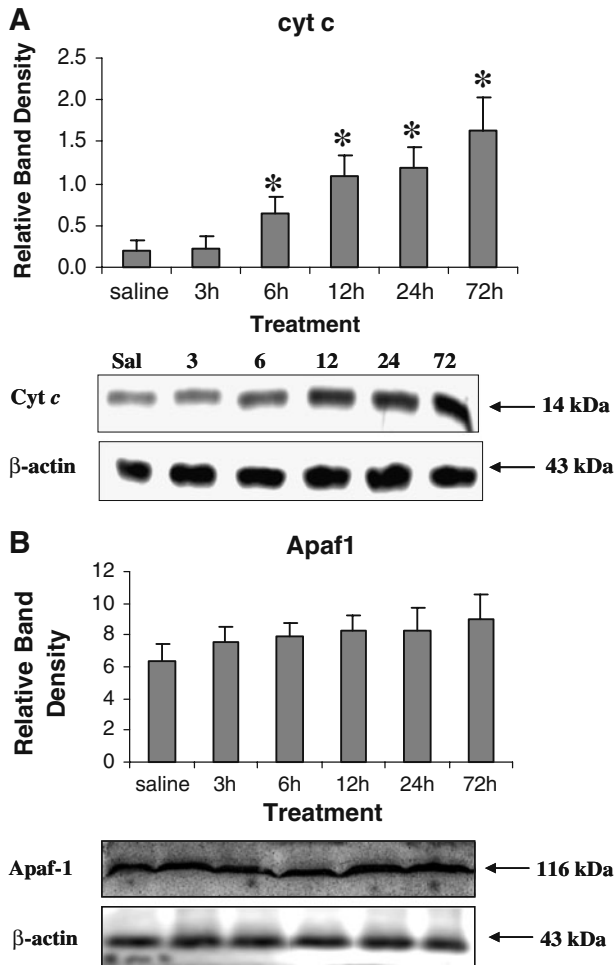 A
cyt c
Relative Band Density
2.5
2.0
1.5
1.0
0.5
0.0
* * * *
saline 3h 6h 12h 24h 72h
Treatment
Sal 3 6 12 24 72
Cyt c
14 kDa
β-actin
43 kDa
B
Apaf1
Relative Band
Density
12
10
8
6
4
2
0
saline 3h 6h 12h 24h 72h
Treatment
Apaf-1
116 kDa
β-actin
43 kDa